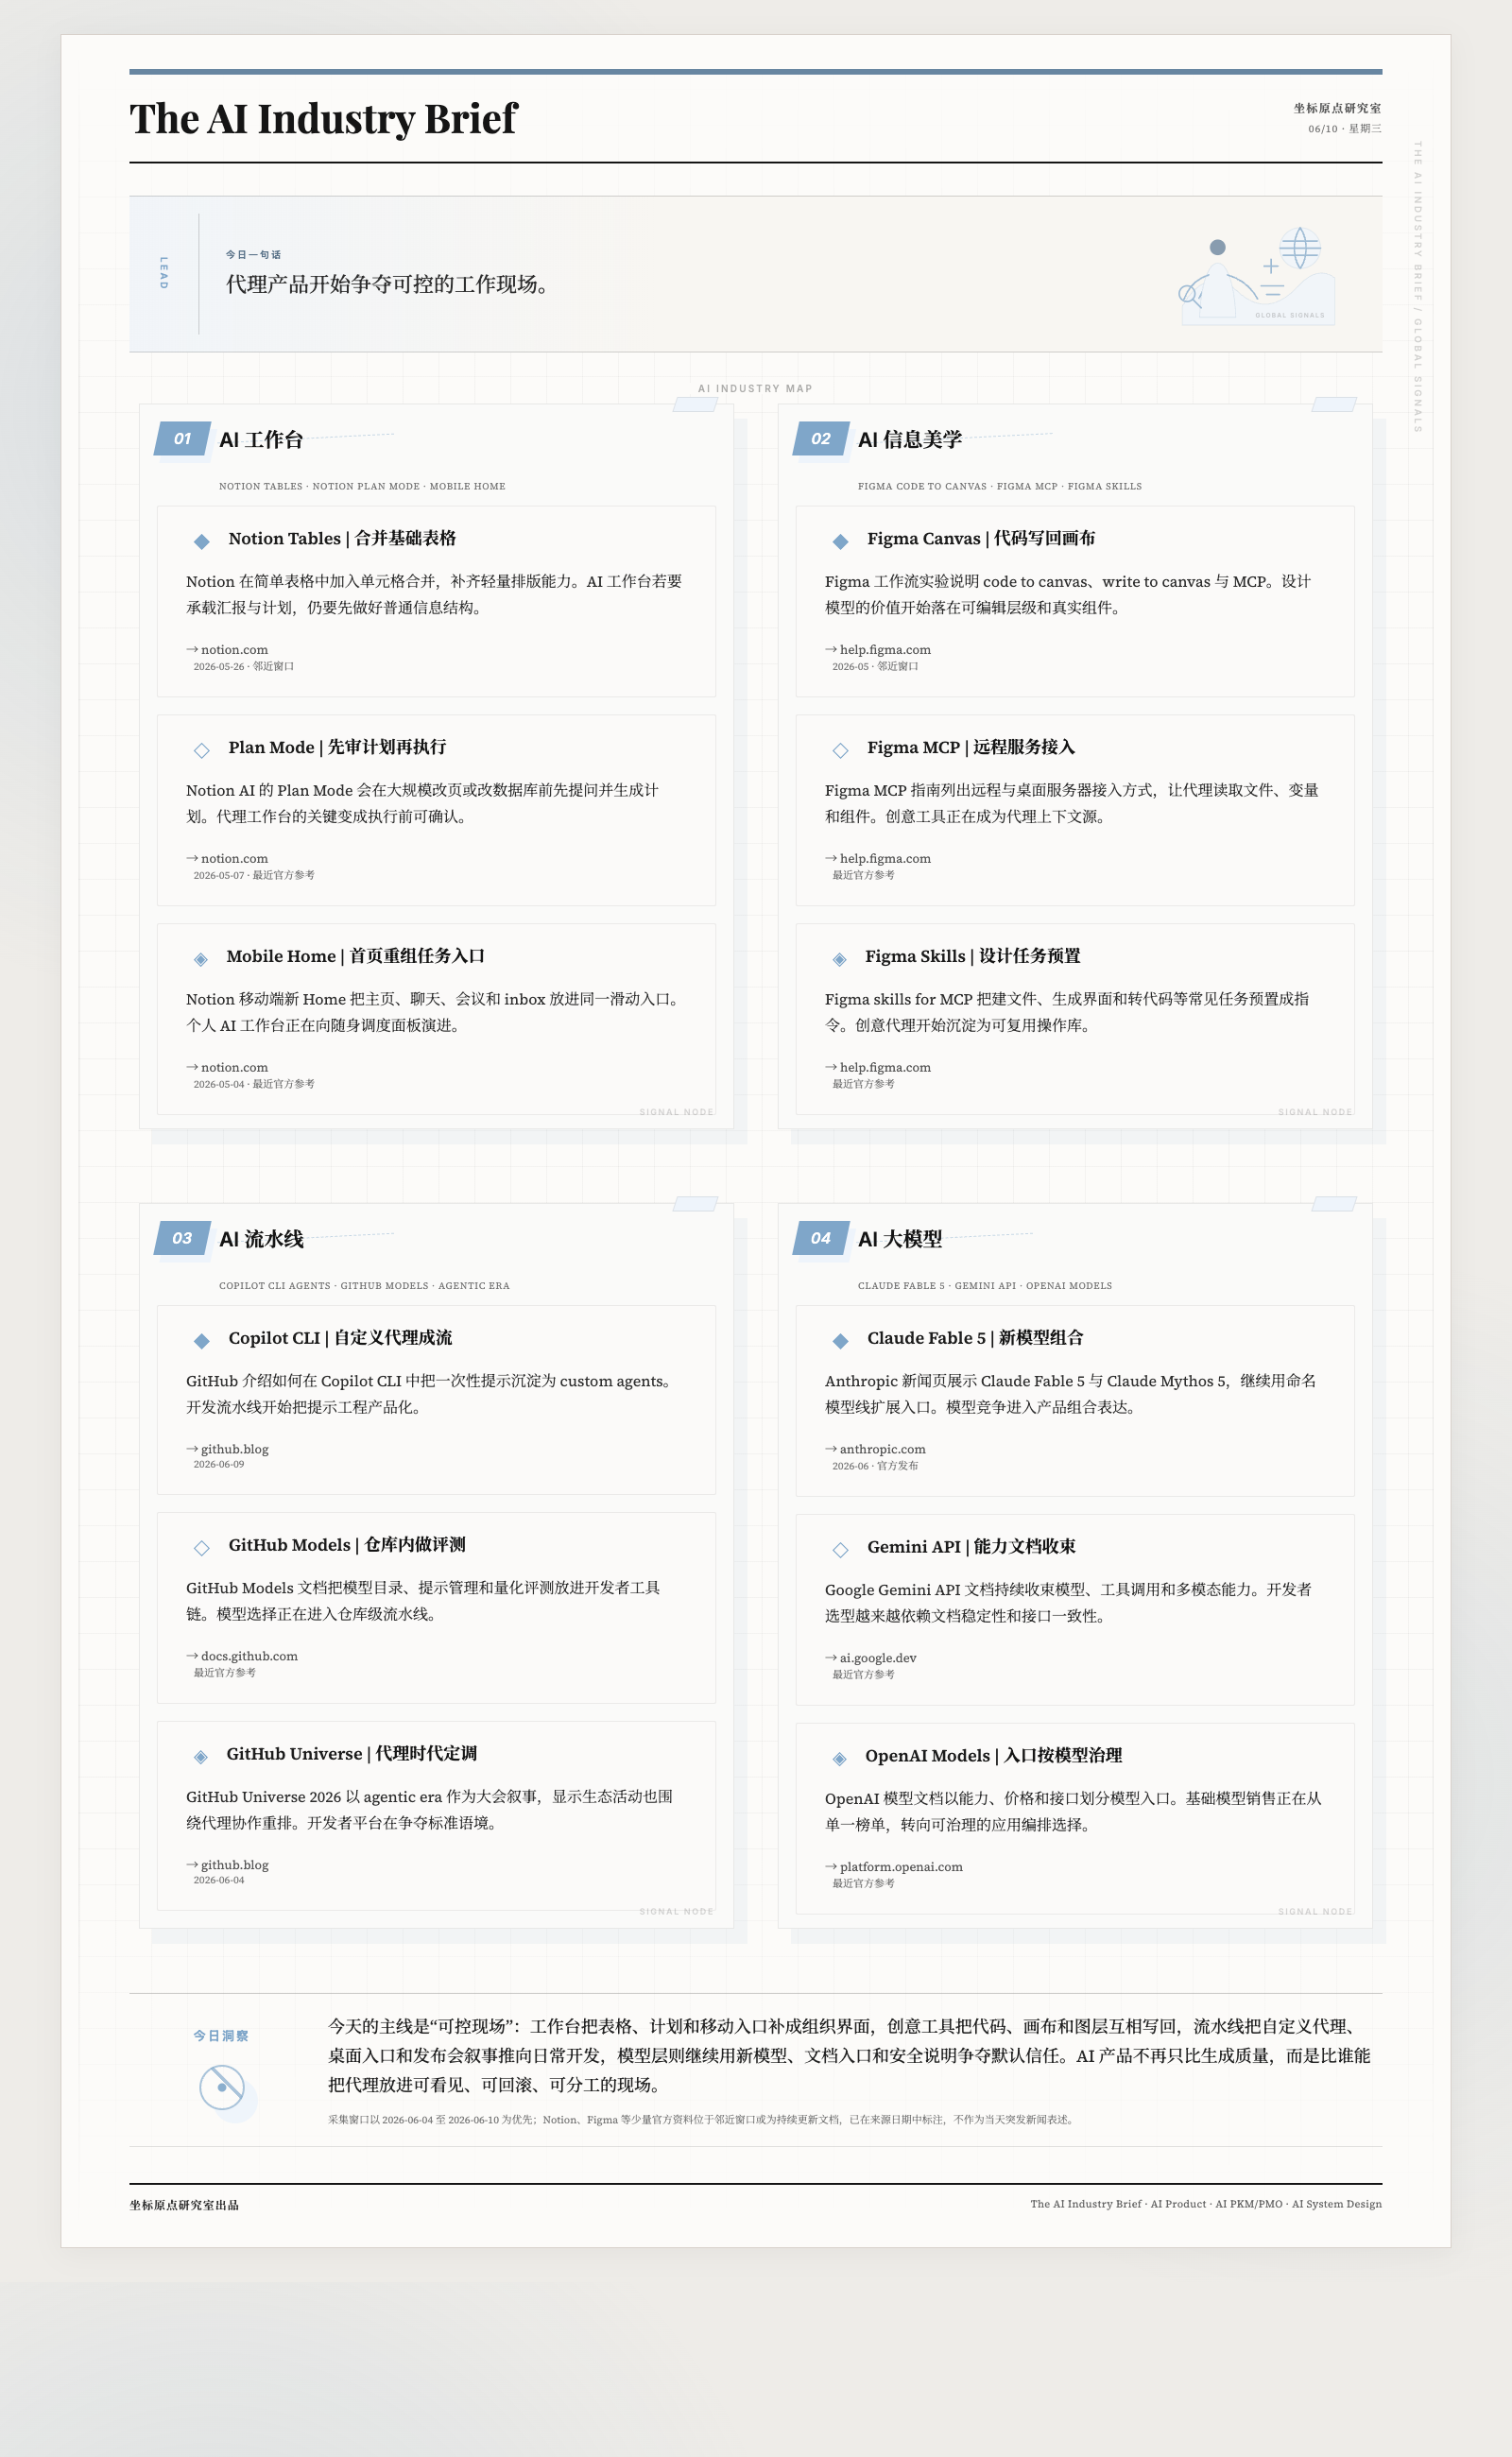 The AI Industry Brief
坐标原点研究室
06/10 · 星期三
THE AI INDUSTRY BRIEF / GLOBAL SIGNALS
LEAD
今日一句话
代理产品开始争夺可控的工作现场。
GLOBAL SIGNALS
AI INDUSTRY MAP
01
AI 工作台
NOTION TABLES · NOTION PLAN MODE · MOBILE HOME
◆ Notion Tables | 合并基础表格
Notion 在简单表格中加入单元格合并，补齐轻量排版能力。AI 工作台若要
承载汇报与计划，仍要先做好普通信息结构。
→ notion.com
2026-05-26 · 邻近窗口
◇ Plan Mode | 先审计划再执行
Notion AI 的 Plan Mode 会在大规模改页或改数据库前先提问并生成计
划。代理工作台的关键变成执行前可确认。
→ notion.com
2026-05-07 · 最近官方参考
◈ Mobile Home | 首页重组任务入口
Notion 移动端新 Home 把主页、聊天、会议和 inbox 放进同一滑动入口。
个人 AI 工作台正在向随身调度面板演进。
→ notion.com
2026-05-04 · 最近官方参考
SIGNAL NODE
02
AI 信息美学
FIGMA CODE TO CANVAS · FIGMA MCP · FIGMA SKILLS
◆ Figma Canvas | 代码写回画布
Figma 工作流实验说明 code to canvas、write to canvas 与 MCP。设计
模型的价值开始落在可编辑层级和真实组件。
→ help.figma.com
2026-05 · 邻近窗口
◇ Figma MCP | 远程服务接入
Figma MCP 指南列出远程与桌面服务器接入方式，让代理读取文件、变量
和组件。创意工具正在成为代理上下文源。
→ help.figma.com
最近官方参考
◈ Figma Skills | 设计任务预置
Figma skills for MCP 把建文件、生成界面和转代码等常见任务预置成指
令。创意代理开始沉淀为可复用操作库。
→ help.figma.com
最近官方参考
SIGNAL NODE
03
AI 流水线
COPILOT CLI AGENTS · GITHUB MODELS · AGENTIC ERA
◆ Copilot CLI | 自定义代理成流
GitHub 介绍如何在 Copilot CLI 中把一次性提示沉淀为 custom agents。
开发流水线开始把提示工程产品化。
→ github.blog
2026-06-09
◇ GitHub Models | 仓库内做评测
GitHub Models 文档把模型目录、提示管理和量化评测放进开发者工具
链。模型选择正在进入仓库级流水线。
→ docs.github.com
最近官方参考
◈ GitHub Universe | 代理时代定调
GitHub Universe 2026 以 agentic era 作为大会叙事，显示生态活动也围
绕代理协作重排。开发者平台在争夺标准语境。
→ github.blog
2026-06-04
SIGNAL NODE
04
AI 大模型
CLAUDE FABLE 5 · GEMINI API · OPENAI MODELS
◆ Claude Fable 5 | 新模型组合
Anthropic 新闻页展示 Claude Fable 5 与 Claude Mythos 5，继续用命名
模型线扩展入口。模型竞争进入产品组合表达。
→ anthropic.com
2026-06 · 官方发布
◇ Gemini API | 能力文档收束
Google Gemini API 文档持续收束模型、工具调用和多模态能力。开发者
选型越来越依赖文档稳定性和接口一致性。
→ ai.google.dev
最近官方参考
◈ OpenAI Models | 入口按模型治理
OpenAI 模型文档以能力、价格和接口划分模型入口。基础模型销售正在从
单一榜单，转向可治理的应用编排选择。
→ platform.openai.com
最近官方参考
SIGNAL NODE
今日洞察
今天的主线是“可控现场”：工作台把表格、计划和移动入口补成组织界面，创意工具把代码、画布和图层互相写回，流水线把自定义代理、
桌面入口和发布会叙事推向日常开发，模型层则继续用新模型、文档入口和安全说明争夺默认信任。AI 产品不再只比生成质量，而是比谁能
把代理放进可看见、可回滚、可分工的现场。
采集窗口以 2026-06-04 至 2026-06-10 为优先；Notion、Figma 等少量官方资料位于邻近窗口或为持续更新文档，已在来源日期中标注，不作为当天突发新闻表述。
坐标原点研究室出品
The AI Industry Brief · AI Product · AI PKM/PMO · AI System Design